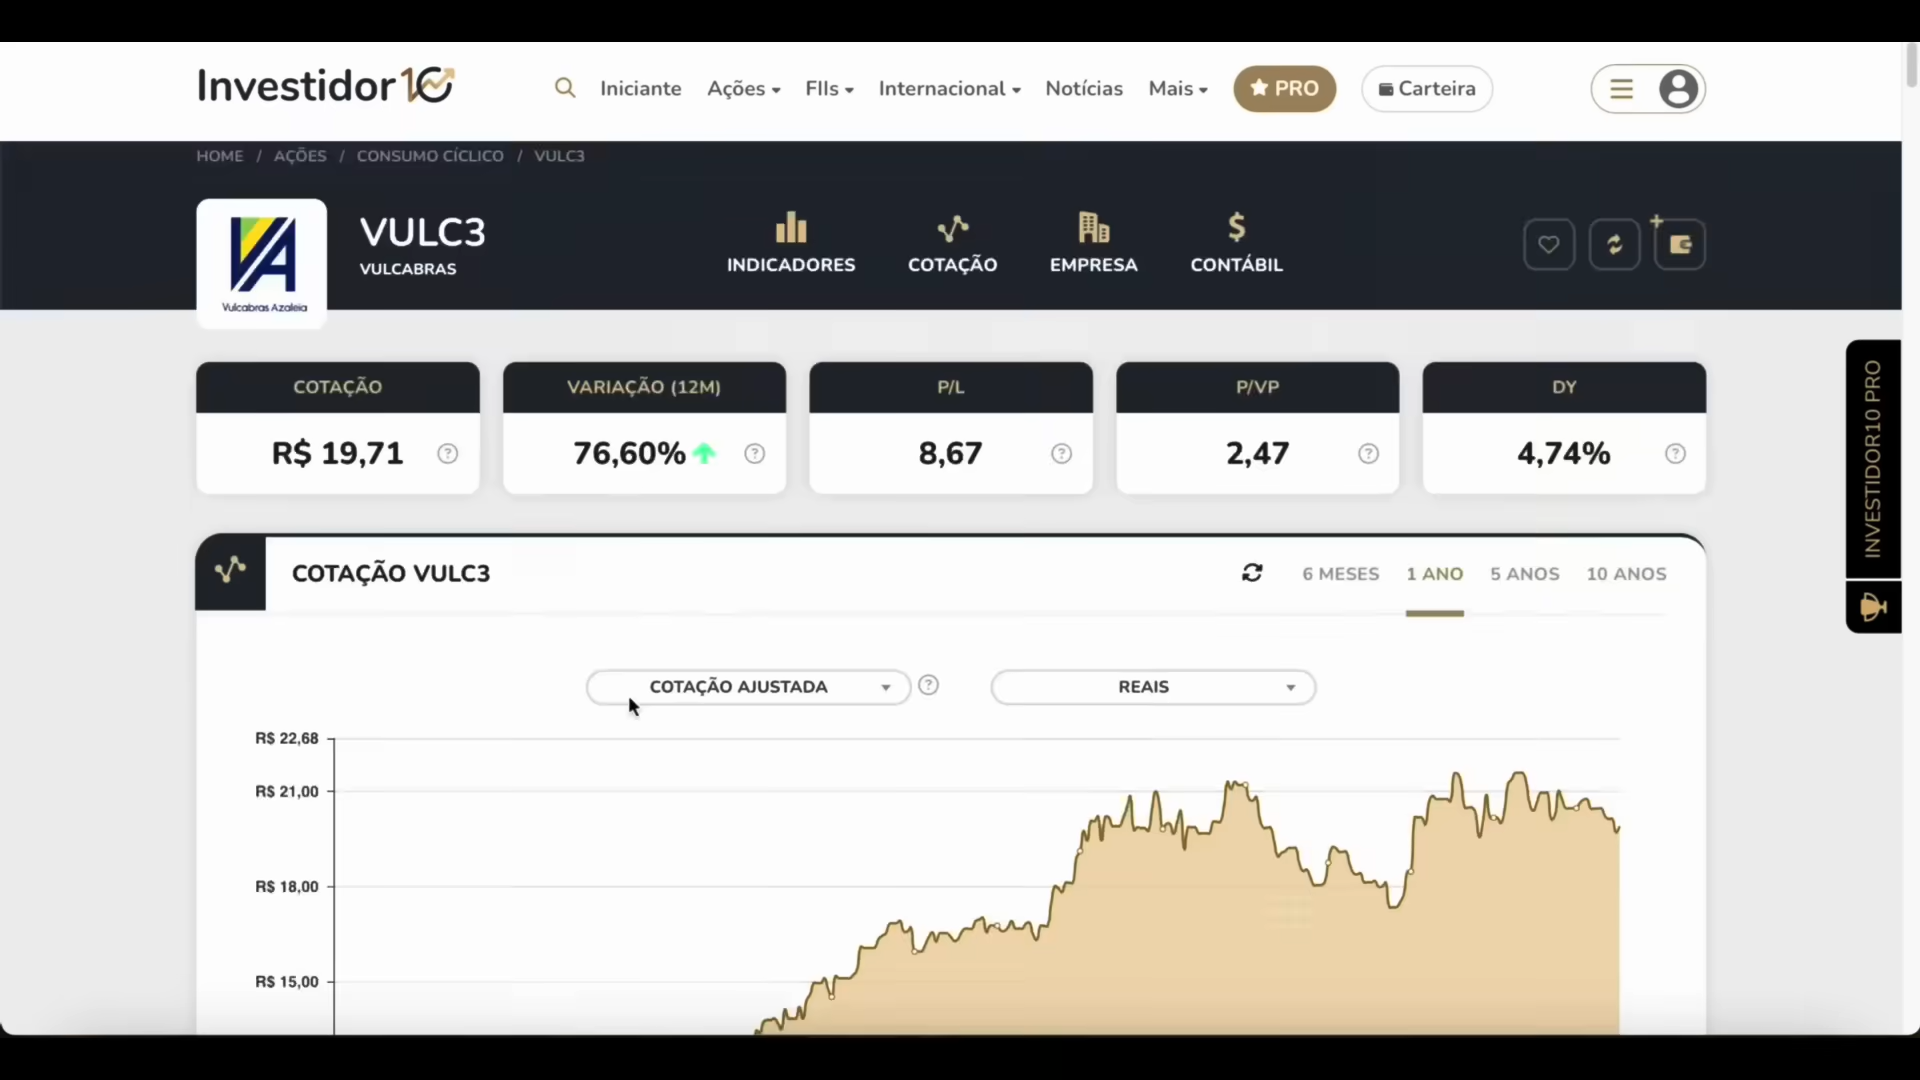 Investidor10
Iniciante Ações FIIs Internacional Notícias Mais PRO Carteira
HOME / AÇÕES / CONSUMO CÍCLICO / VULC3
Vulcabras Azaleia
VULC3
VULCABRAS
INDICADORES COTAÇÃO EMPRESA CONTÁBIL
COTAÇÃO VARIAÇÃO (12M) P/L P/VP DY
R$ 19,71 ? 76,60% ? 8,67 ? 2,47 ? 4,74% ?
INVESTIDOR10 PRO
COTAÇÃO VULC3 6 MESES 1 ANO 5 ANOS 10 ANOS
COTAÇÃO AJUSTADA ? REAIS
R$ 22,68
R$ 21,00
R$ 18,00
R$ 15,00